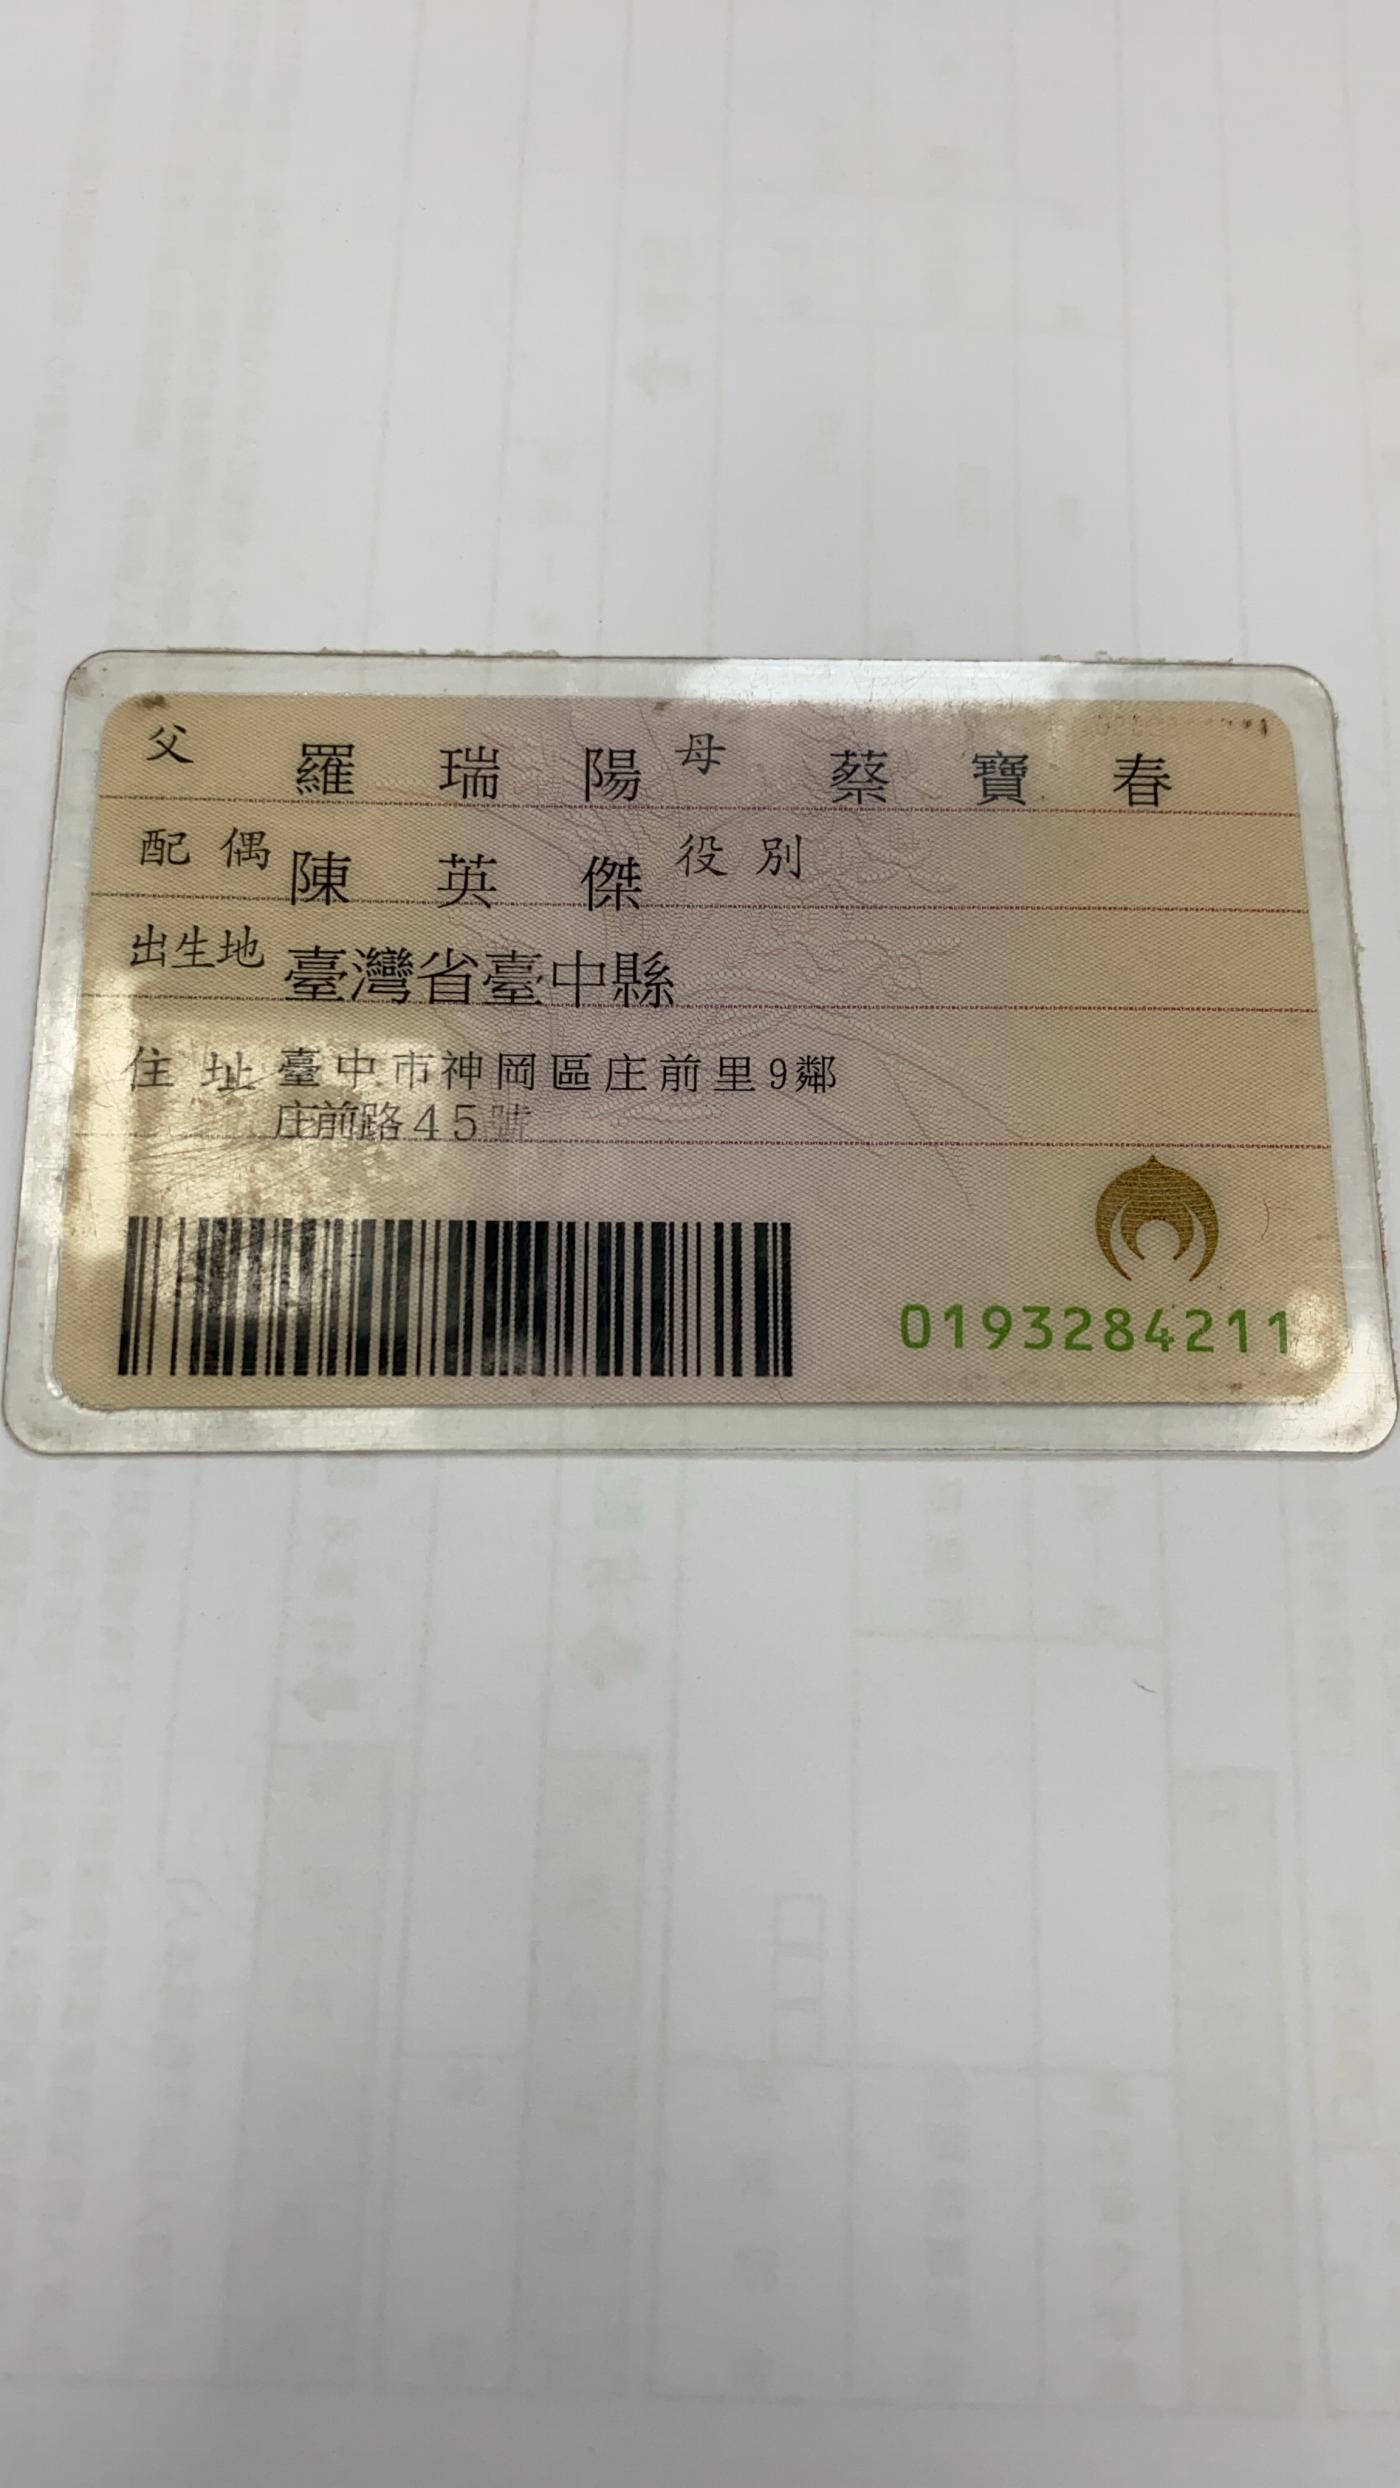 父 羅瑞陽 母 蔡寶春
配偶 陳英傑 役別
出生地 臺灣省臺中縣
住址 臺中市神岡區庄前里9鄰
庄前路45號
0193284211